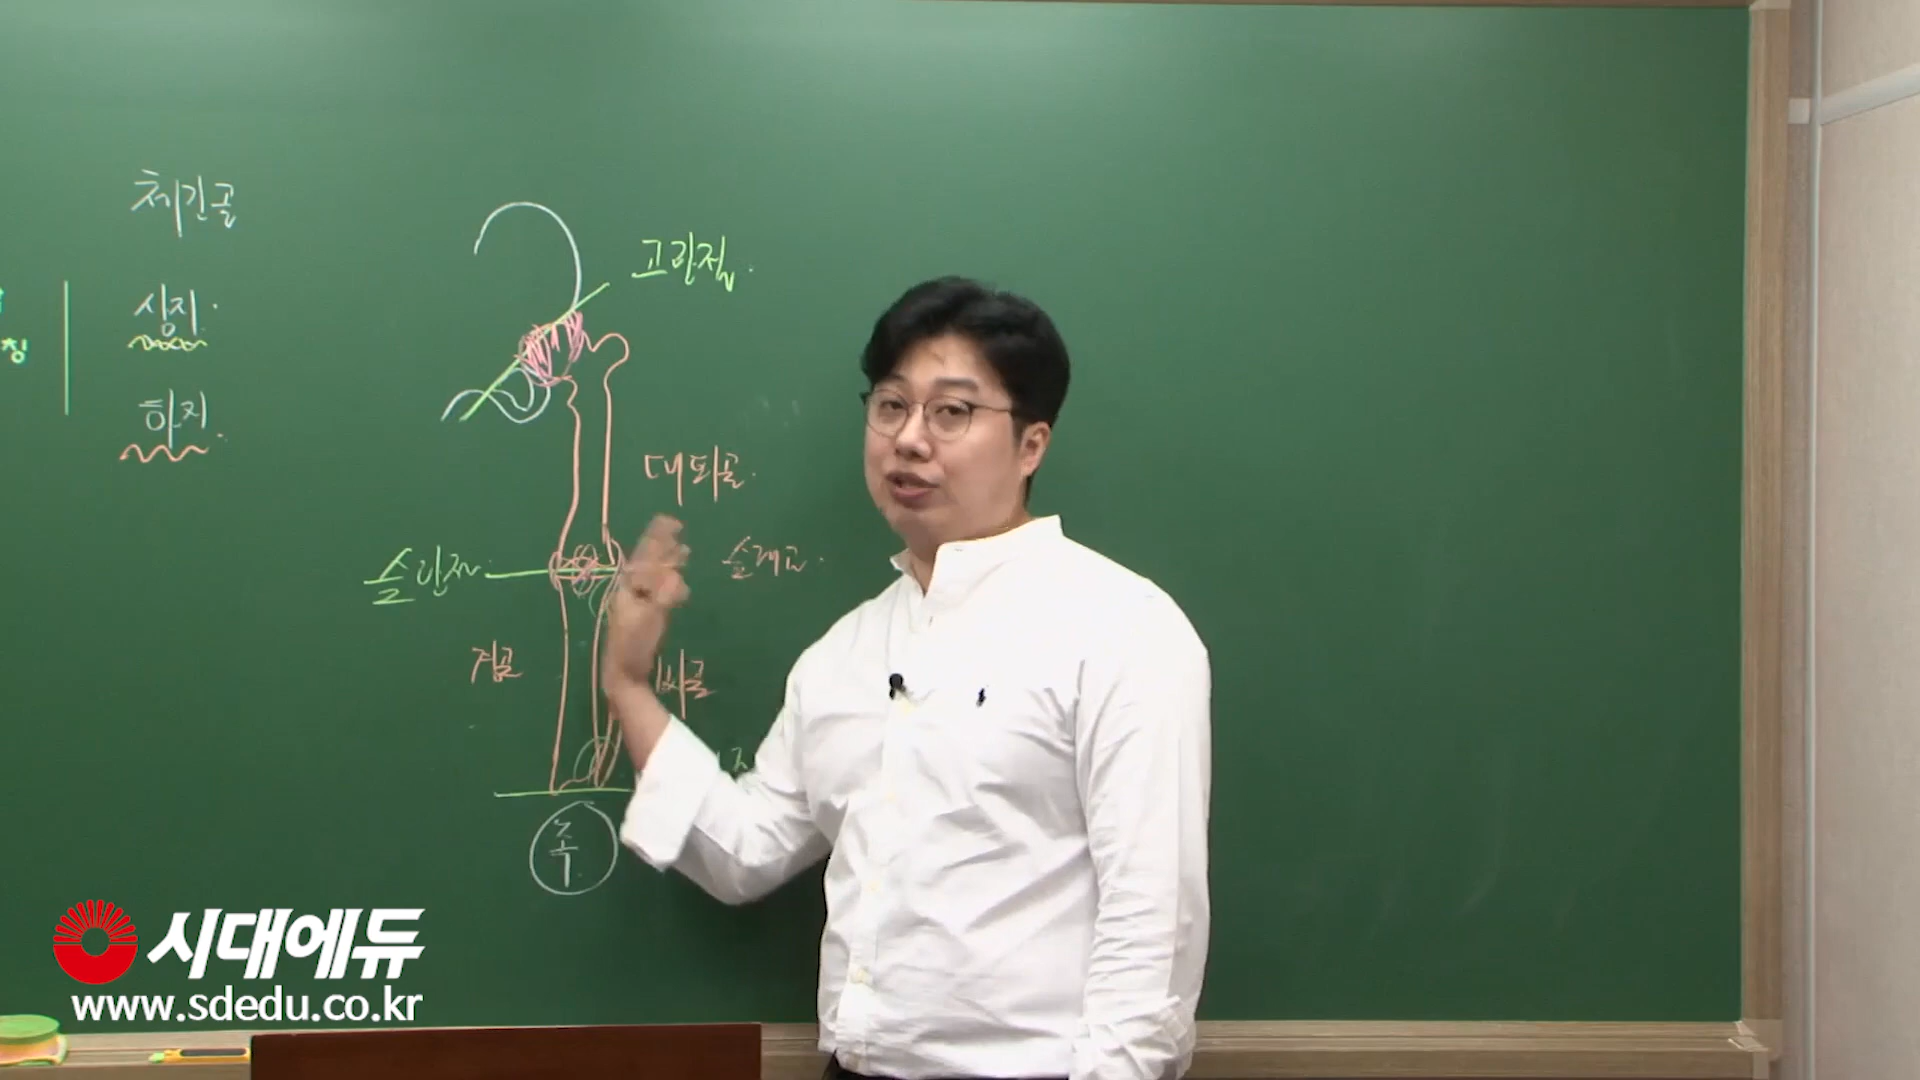 체간골
상지.
하지.
고관절.
대퇴골.
슬관절.
슬개골.
경골
비골
족
시대에듀
www.sdedu.co.kr